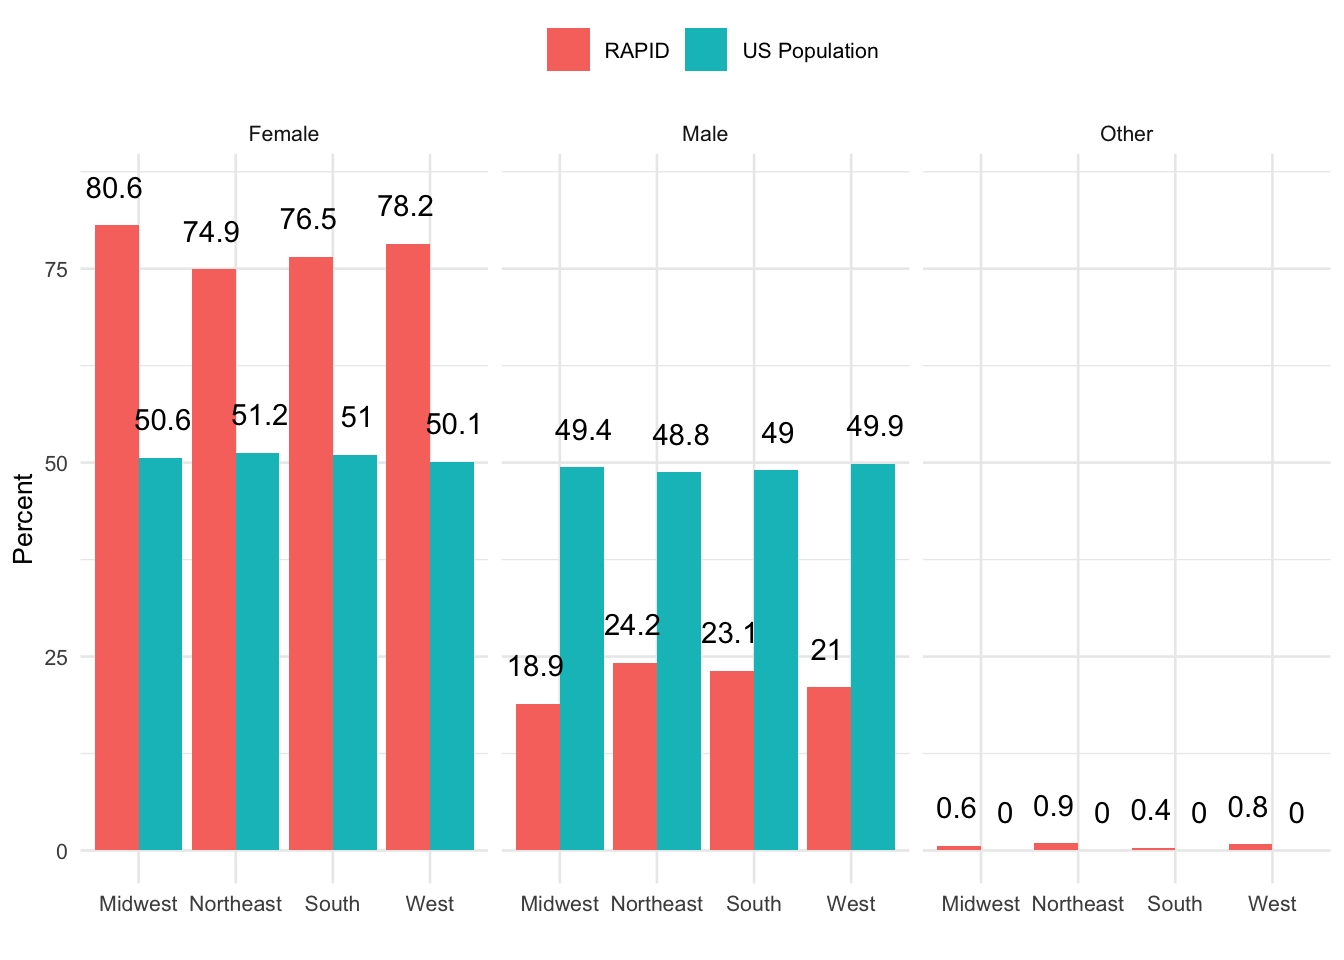 RAPID US Population
Female Male Other
80.6 74.9 76.5 78.2
50.6 51.2 51 50.1
49.4 48.8 49 49.9
18.9 24.2 23.1 21
0.6 0 0.9 0 0.4 0 0.8 0
Percent
75
50
25
0
Midwest Northeast South West Midwest Northeast South West Midwest Northeast South West